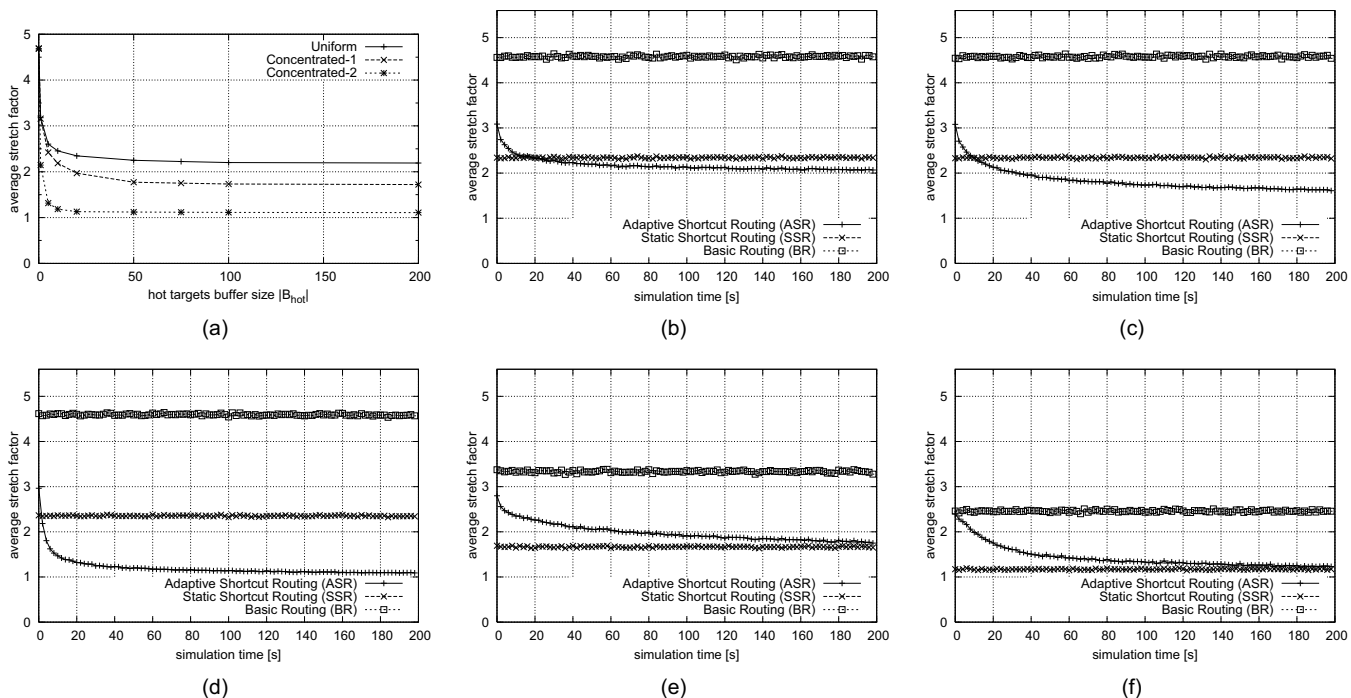 average stretch factor
5
4
3
2
1
0
Uniform
Concentrated-1
Concentrated-2
0 50 100 150 200
hot targets buffer size |B_hot|
(a)
average stretch factor
5
4
3
2
1
0
Adaptive Shortcut Routing (ASR)
Static Shortcut Routing (SSR)
Basic Routing (BR)
0 20 40 60 80 100 120 140 160 180 200
simulation time [s]
(b)
average stretch factor
5
4
3
2
1
0
Adaptive Shortcut Routing (ASR)
Static Shortcut Routing (SSR)
Basic Routing (BR)
0 20 40 60 80 100 120 140 160 180 200
simulation time [s]
(c)
average stretch factor
5
4
3
2
1
0
Adaptive Shortcut Routing (ASR)
Static Shortcut Routing (SSR)
Basic Routing (BR)
0 20 40 60 80 100 120 140 160 180 200
simulation time [s]
(d)
average stretch factor
5
4
3
2
1
0
Adaptive Shortcut Routing (ASR)
Static Shortcut Routing (SSR)
Basic Routing (BR)
0 20 40 60 80 100 120 140 160 180 200
simulation time [s]
(e)
average stretch factor
5
4
3
2
1
0
Adaptive Shortcut Routing (ASR)
Static Shortcut Routing (SSR)
Basic Routing (BR)
0 20 40 60 80 100 120 140 160 180 200
simulation time [s]
(f)